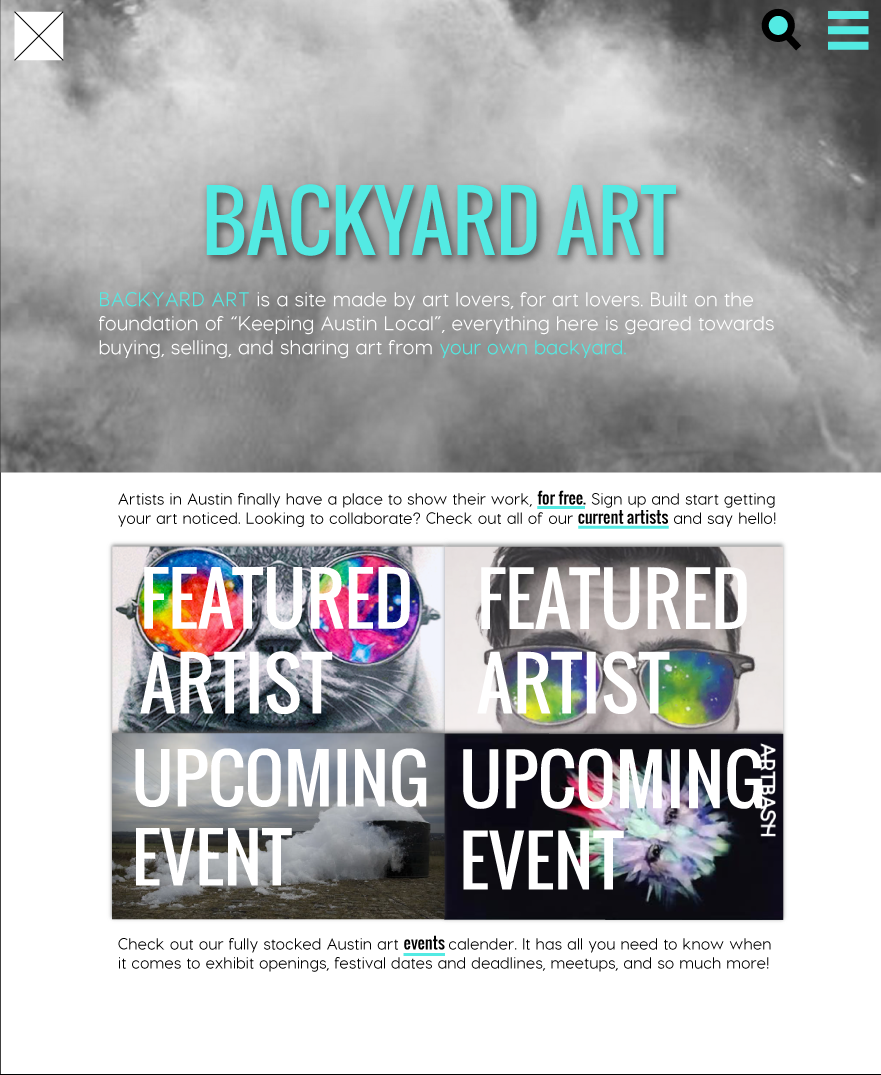 BACKYARD ART
BACKYARD ART is a site made by art lovers, for art lovers. Built on the
foundation of “Keeping Austin Local”, everything here is geared towards
buying, selling, and sharing art from your own backyard.
Artists in Austin finally have a place to show their work, for free. Sign up and start getting
your art noticed. Looking to collaborate? Check out all of our current artists and say hello!
FEATURED
ARTIST
FEATURED
ARTIST
UPCOMING
EVENT
UPCOMING
EVENT
ARTBASH
Check out our fully stocked Austin art events calender. It has all you need to know when
it comes to exhibit openings, festival dates and deadlines, meetups, and so much more!